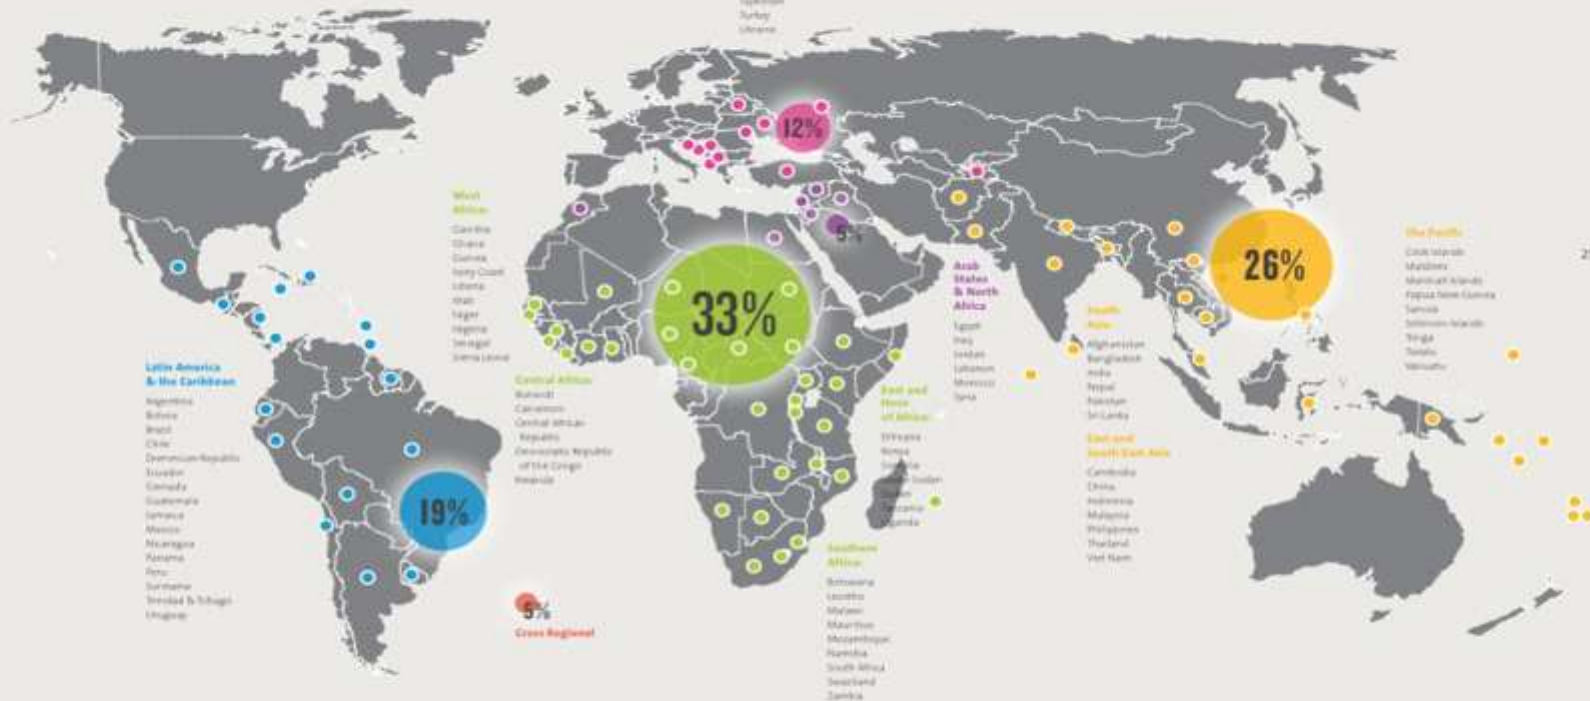 Turkey
Ukraine
12%
5%
33%
26%
19%
5%
Cross Regional
West
Africa:
Gambia
Ghana
Guinea
Ivory Coast
Liberia
Mali
Niger
Nigeria
Senegal
Sierra Leone
Latin America
& the Caribbean
Argentina
Bolivia
Brazil
Chile
Dominican Republic
Ecuador
Grenada
Guatemala
Jamaica
Mexico
Nicaragua
Panama
Peru
Suriname
Trinidad & Tobago
Uruguay
Central Africa:
Burundi
Cameroon
Central African
Republic
Democratic Republic
of the Congo
Rwanda
East and
Horn
of Africa:
Ethiopia
Kenya
Somalia
South Sudan
Sudan
Tanzania
Uganda
Southern
Africa:
Botswana
Lesotho
Malawi
Mauritius
Mozambique
Namibia
South Africa
Swaziland
Zambia
Arab
States
& North
Africa
Egypt
Iraq
Jordan
Lebanon
Morocco
Syria
South
Asia:
Afghanistan
Bangladesh
India
Nepal
Pakistan
Sri Lanka
East and
South East Asia
Cambodia
China
Indonesia
Malaysia
Philippines
Thailand
Viet Nam
The Pacific
Cook Islands
Maldives
Marshall Islands
Papua New Guinea
Samoa
Solomon Islands
Tonga
Tuvalu
Vanuatu